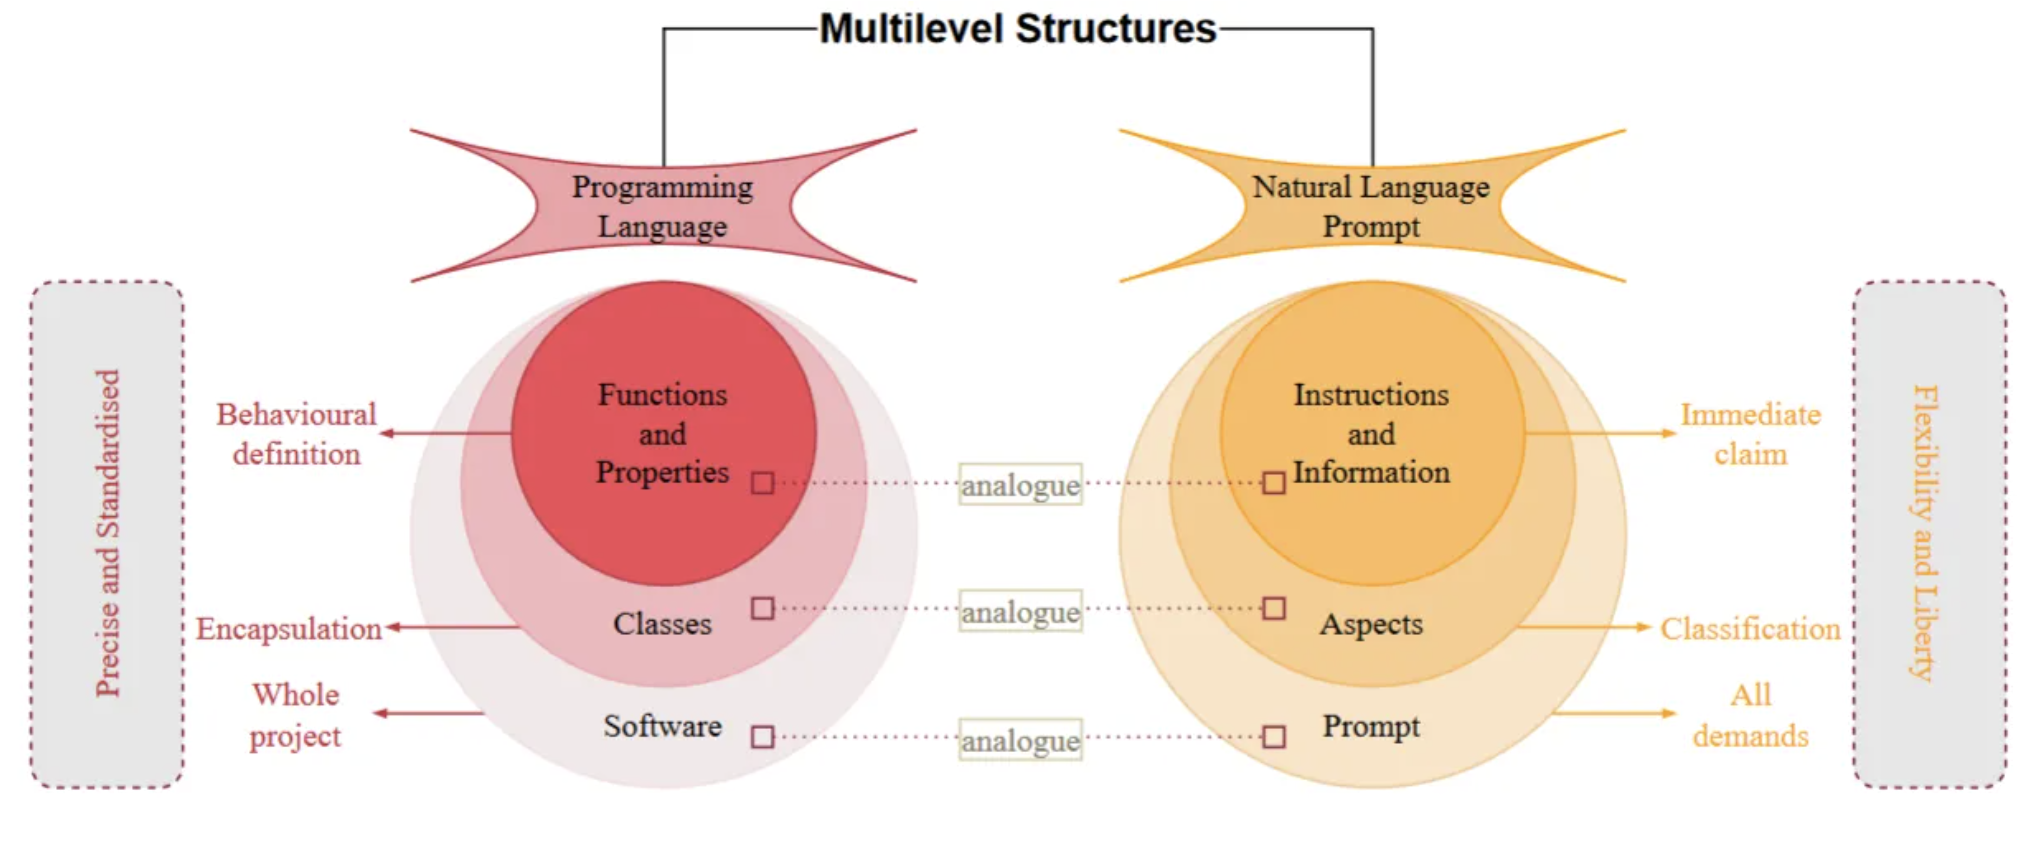 Multilevel Structures
Programming
Language
Natural Language
Prompt
Precise and Standardised
Behavioural
definition
Encapsulation
Whole
project
Functions
and
Properties
Classes
Software
analogue
analogue
analogue
Instructions
and
Information
Aspects
Prompt
Immediate
claim
Classification
All
demands
Flexibility and Liberty